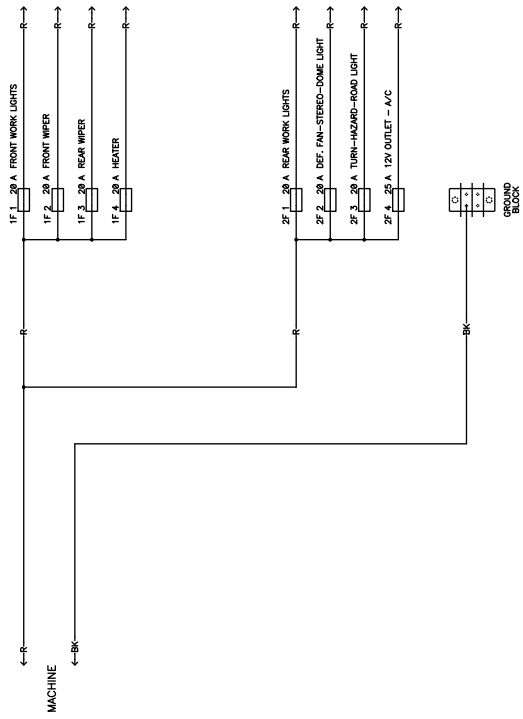 R
R
R
R
R
R
R
R
1F 1 20 A FRONT WORK LIGHTS
1F 2 20 A FRONT WIPER
1F 3 20 A REAR WIPER
1F 4 20 A HEATER
2F 1 20 A REAR WORK LIGHTS
2F 2 20 A DEF. FAN-STEREO-DOME LIGHT
2F 3 20 A TURN-HAZARD-ROAD LIGHT
2F 4 25 A 12V OUTLET - A/C
GROUND
BLOCK
R
R
BK
R
BK
MACHINE